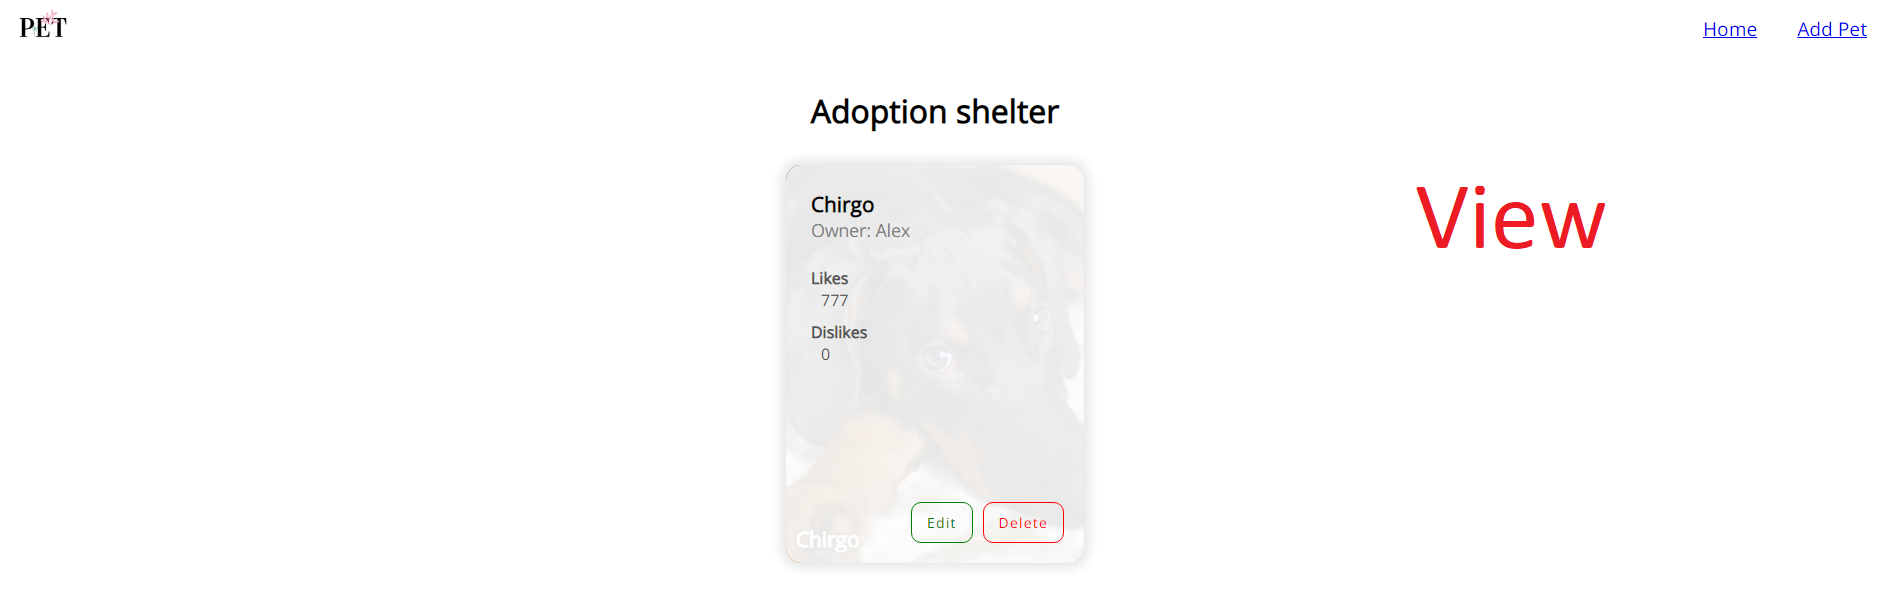 PET
Home Add Pet
Adoption shelter
View
Chirgo
Owner: Alex
Likes
777
Dislikes
0
Edit Delete
Chirgo